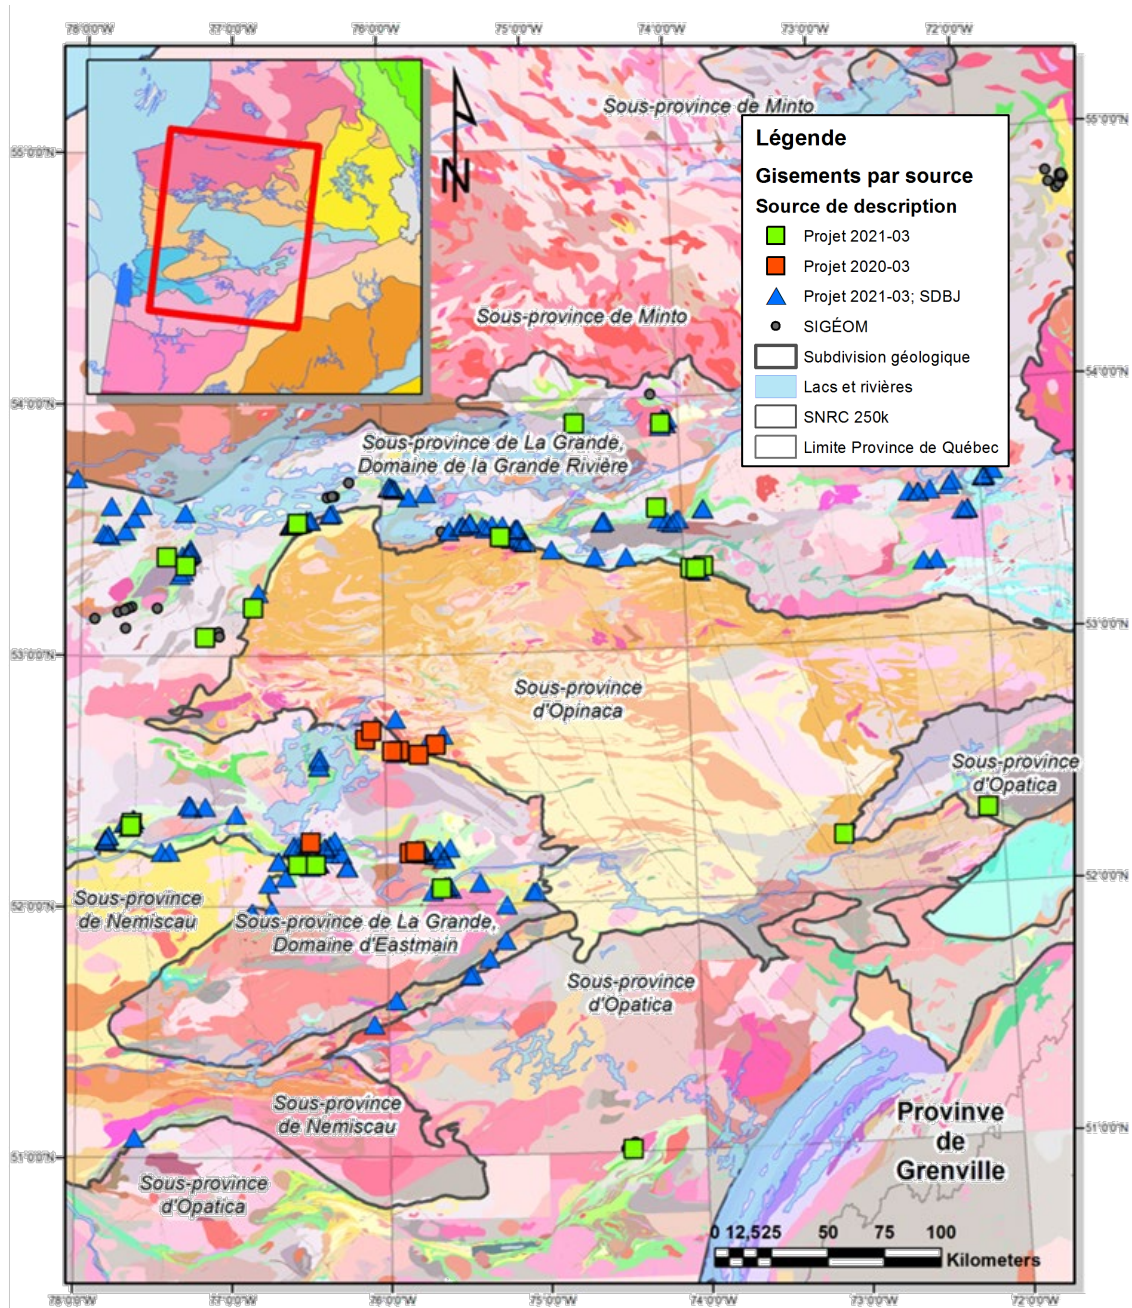 78°0'0"W 77°0'0"W 76°0'0"W 75°0'0"W 74°0'0"W 73°0'0"W 72°0'0"W
Sous-province de Minto
55°0'0"N
55°0'0"N
N
Légende
Gisements par source
Source de description
Projet 2021-03
Projet 2020-03
Projet 2021-03; SDBJ
SIGÉOM
Subdivision géologique
Lacs et rivières
SNRC 250k
Limite Province de Québec
Sous-province de Minto
54°0'0"N
54°0'0"N
Sous-province de La Grande,
Domaine de la Grande Rivière
53°0'0"N
53°0'0"N
Sous-province
d'Opinaca
Sous-province
d'Opatica
52°0'0"N
52°0'0"N
Sous-province
de Nemiscau
Sous-province de La Grande,
Domaine d'Eastmain
Sous-province
d'Opatica
Sous-province
de Nemiscau
Provinve
de
Grenville
51°0'0"N
51°0'0"N
Sous-province
d'Opatica
0 12,525 50 75 100
Kilometers
78°0'0"W 77°0'0"W 76°0'0"W 75°0'0"W 74°0'0"W 73°0'0"W 72°0'0"W